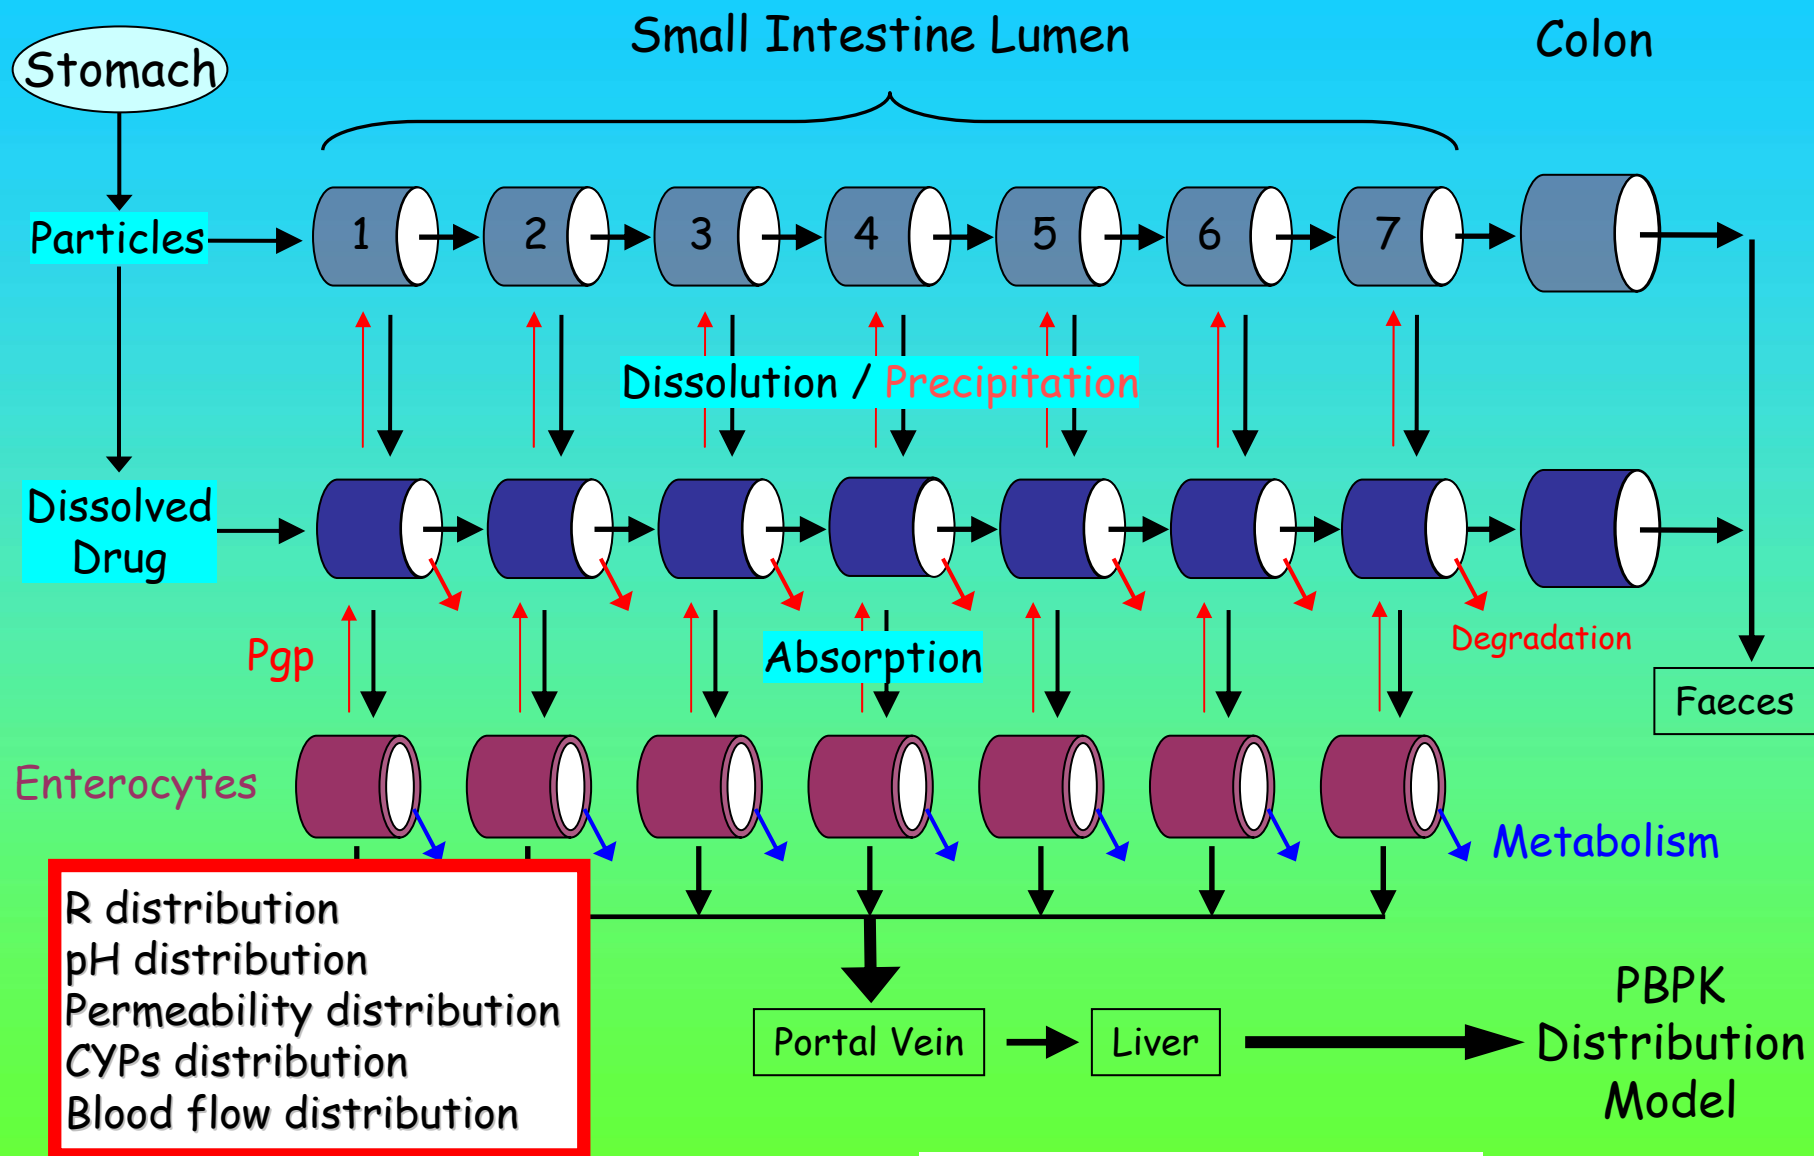 Small Intestine Lumen
Colon
Stomach
Particles
1
2
3
4
5
6
7
Dissolution / Precipitation
Dissolved
Drug
Pgp
Absorption
Degradation
Faeces
Enterocytes
Metabolism
R distribution
pH distribution
Permeability distribution
CYPs distribution
Blood flow distribution
Portal Vein
Liver
PBPK
Distribution
Model